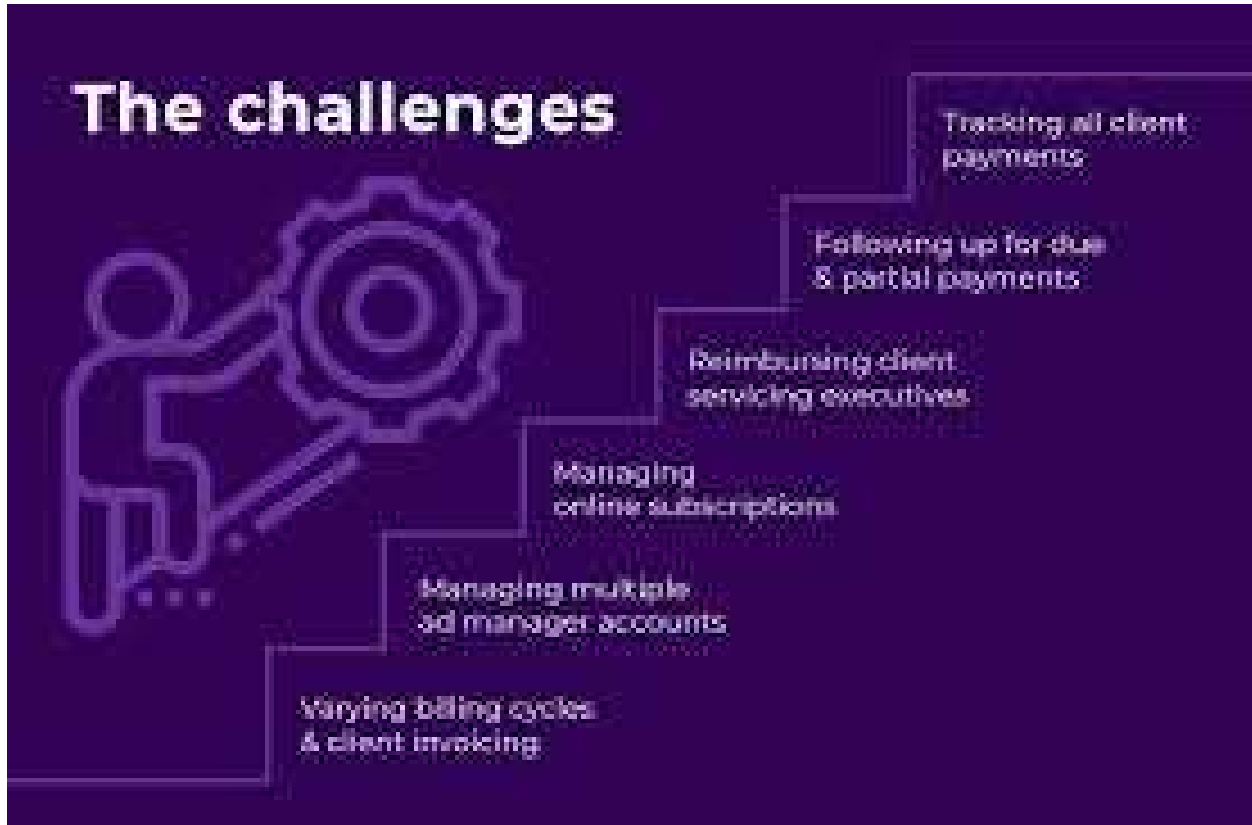 The challenges
Tracking all client
payments
Following up for due
& partial payments
Reimbursing client
servicing executives
Managing
online subscriptions
Managing multiple
ad manager accounts
Varying billing cycles
& client invoicing